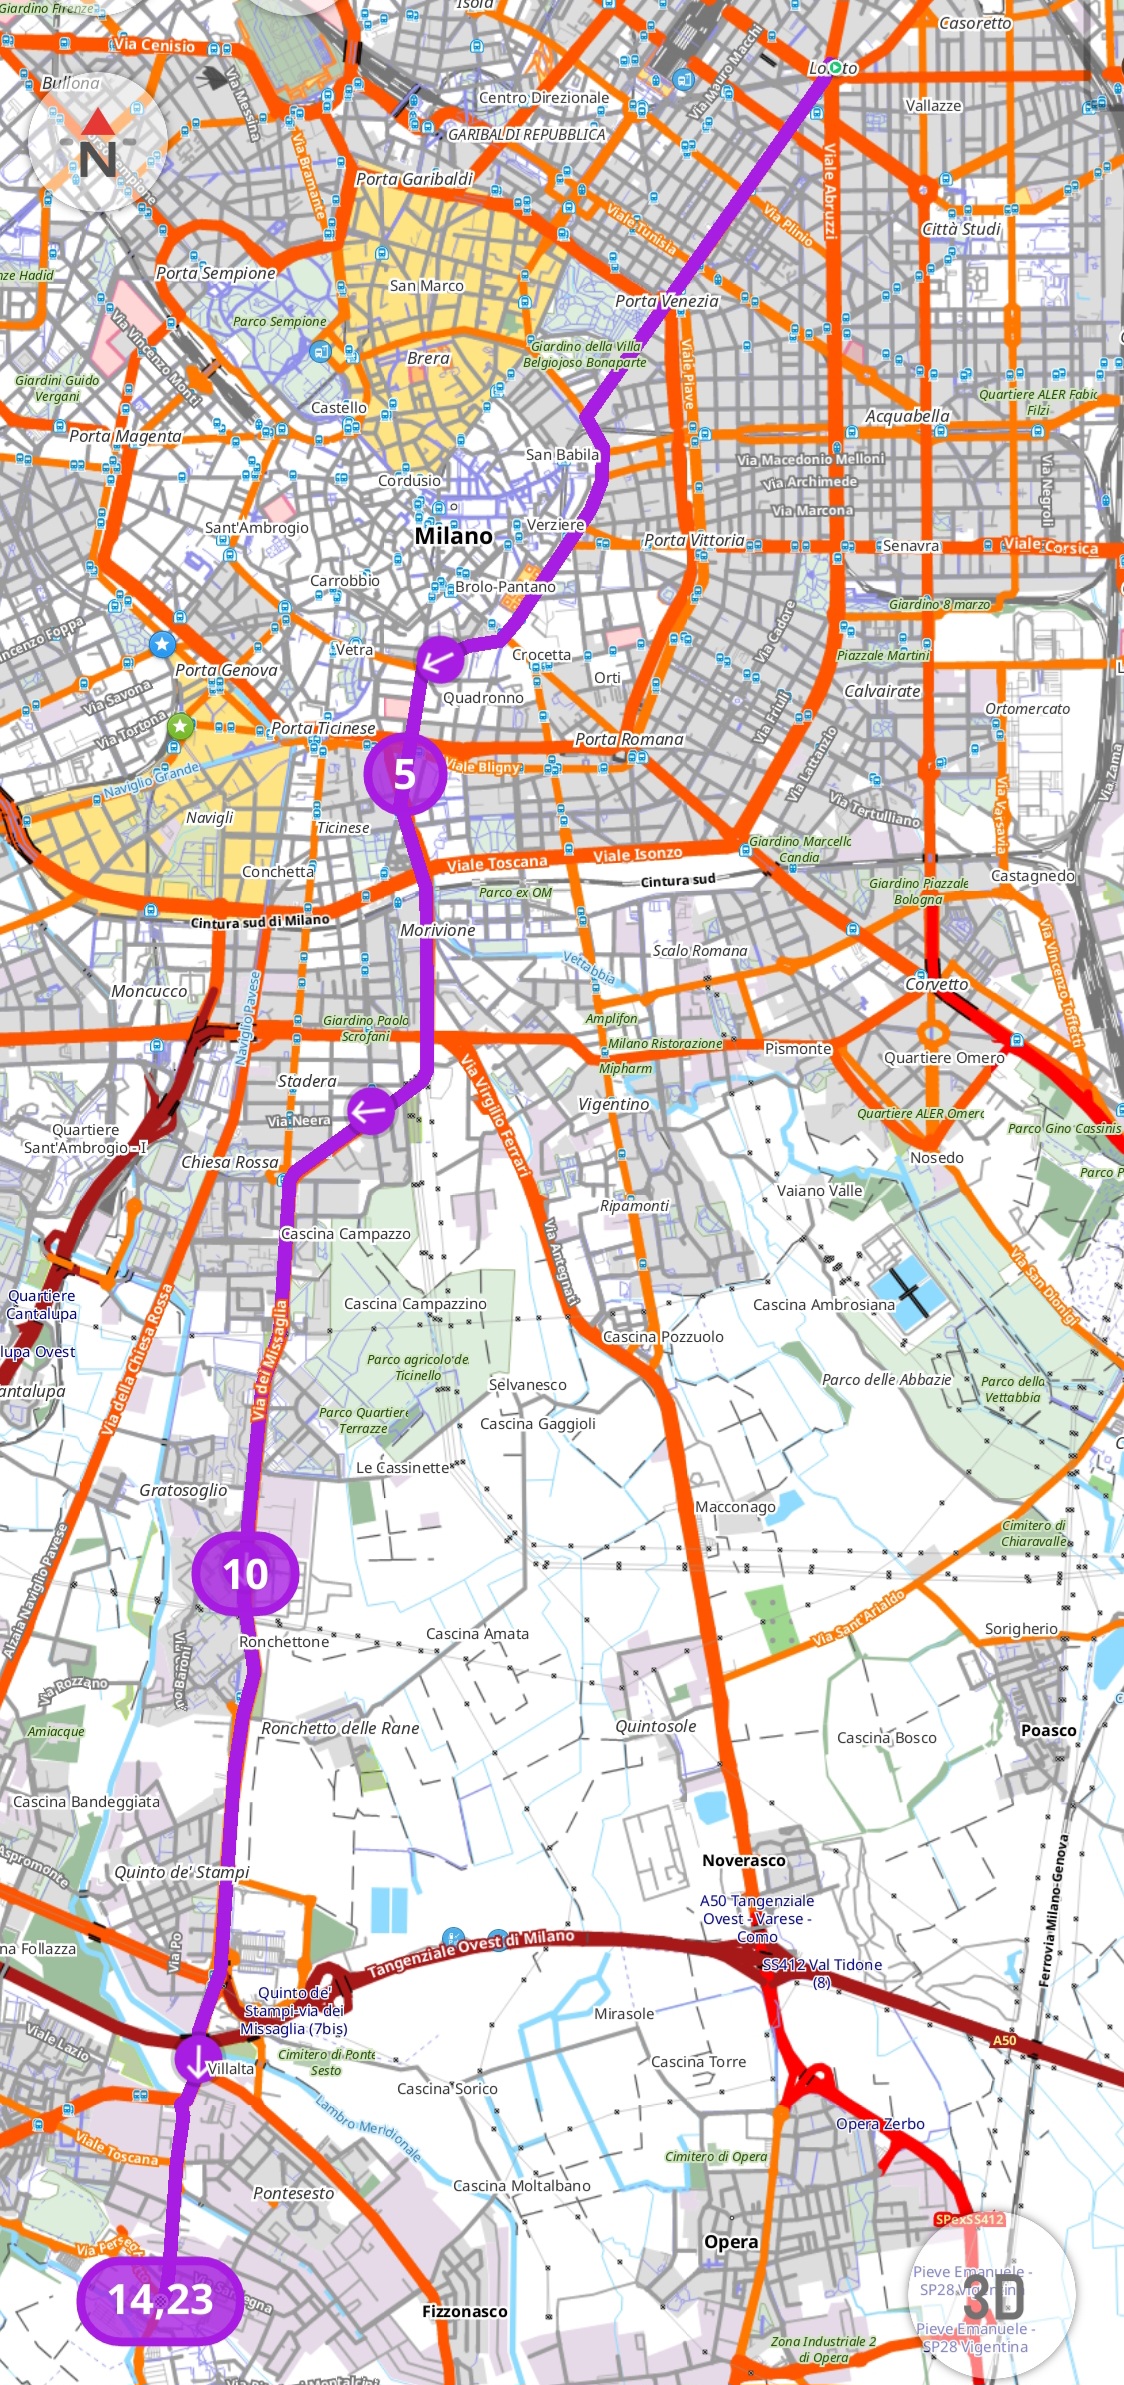 Giardino Firenze
Isola
Casoretto
Via Cenisio
Bullona
Via Messina
Via Mauro Macchi
Loreto
Centro Direzionale
Vallazze
GARIBALDI REPUBBLICA
N
Via Bramante
Porta Garibaldi
Viale Abruzzi
Viale Tunisia
Via Plinio
Città Studi
Porta Sempione
San Marco
Porta Venezia
Parco Sempione
Via Vincenzo Monti
Brera
Giardino della Villa
Belgiojoso Bonaparte
Viale Piave
Giardini Guido
Vergani
Castello
Quartiere ALER Fabio
Filzi
Acquabella
Porta Magenta
San Babila
Via Macedonio Melloni
Cordusio
Via Archimede
Via Negroli
Via Marcona
Sant'Ambrogio
Verziere
Milano
Porta Vittoria
Senavra
Viale Corsica
Carrobbio
Brolo-Pantano
Giardino 8 marzo
Via Cadore
Vetra
Crocetta
Piazzale Martini
Porta Genova
Orti
Via Savona
Quadronno
Calvairate
Ortomercato
Via Tortona
Porta Ticinese
Porta Romana
Via Friuli
Via Lattanzio
Viale Bligny
5
Naviglio Grande
Via Zama
Navigli
Ticinese
Via Tertulliano
Via Varsavia
Giardino Marcello
Candia
Viale Toscana
Viale Isonzo
Conchetta
Cintura sud
Parco ex OM
Castagnedo
Giardino Piazzale
Bologna
Cintura sud di Milano
Morivione
Scalo Romana
Via Vincenzo Toffetti
Vettabbia
Moncucco
Corvetto
Naviglio Pavese
Giardino Paolo
Scrofani
Amplifon
Milano Ristorazione
Pismonte
Quartiere Omero
Mipharm
Stadera
Via Virgilio Ferrari
Vigentino
Via Neera
Quartiere ALER Omero
Parco Gino Cassinis
Quartiere
Sant'Ambrogio - I
Chiesa Rossa
Nosedo
Vaiano Valle
Ripamonti
Cascina Campazzo
Via Antegnati
Via San Dionigi
Quartiere
Cantalupa
Cascina Campazzino
Cascina Ambrosiana
Via dei Missaglia
Via della Chiesa Rossa
Cascina Pozzuolo
lupa Ovest
Parco agricolo de
Ticinello
Selvanesco
Parco delle Abbazie
Parco della
Vettabbia
antalupa
Parco Quartiere
Terrazze
Cascina Gaggioli
Le Cassinette
Gratosoglio
Macconago
Cimitero di
Chiaravalle
10
Alzaia Naviglio Pavese
Via Sant'Arialdo
Cascina Amata
Sorigherio
Ronchettone
Via Rozzano
Amiacque
Ronchetto delle Rane
Quintosole
Poasco
Cascina Bosco
Cascina Bandeggiata
Noverasco
Quinto de' Stampi
A50 Tangenziale
Ovest - Varese -
Como
Ferrovia Milano-Genova
Via Po
Tangenziale Ovest di Milano
SS412 Val Tidone
(8)
Quinto de'
Stampi-via dei
Missaglia (7bis)
Mirasole
A50
Viale Lazio
Villalta
Cimitero di Ponte
Sesto
Cascina Torre
Cascina Sorico
Lambro Meridionale
Opera Zerbo
Viale Toscana
Cimitero di Opera
Cascina Moltalbano
Pontesesto
SPexSS412
Opera
14,23
3D
Pieve Emanuele -
SP28 Vigentina
Fizzonasco
Pieve Emanuele -
SP28 Vigentina
Zona Industriale 2
di Opera